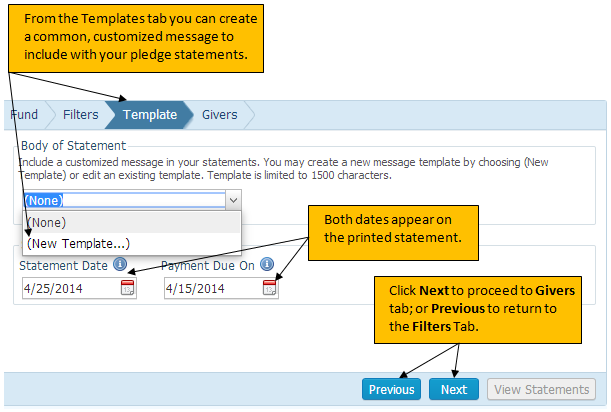 From the Templates tab you can create
a common, customized message to
include with your pledge statements.
Fund Filters Template Givers
Body of Statement
Include a customized message in your statements. You may create a new message template by choosing (New
Template) or edit an existing template. Template is limited to 1500 characters.
(None)
(None)
(New Template...)
Both dates appear on
the printed statement.
Statement Date Payment Due On
4/25/2014 4/15/2014
Click Next to proceed to Givers
tab; or Previous to return to
the Filters Tab.
Previous Next View Statements